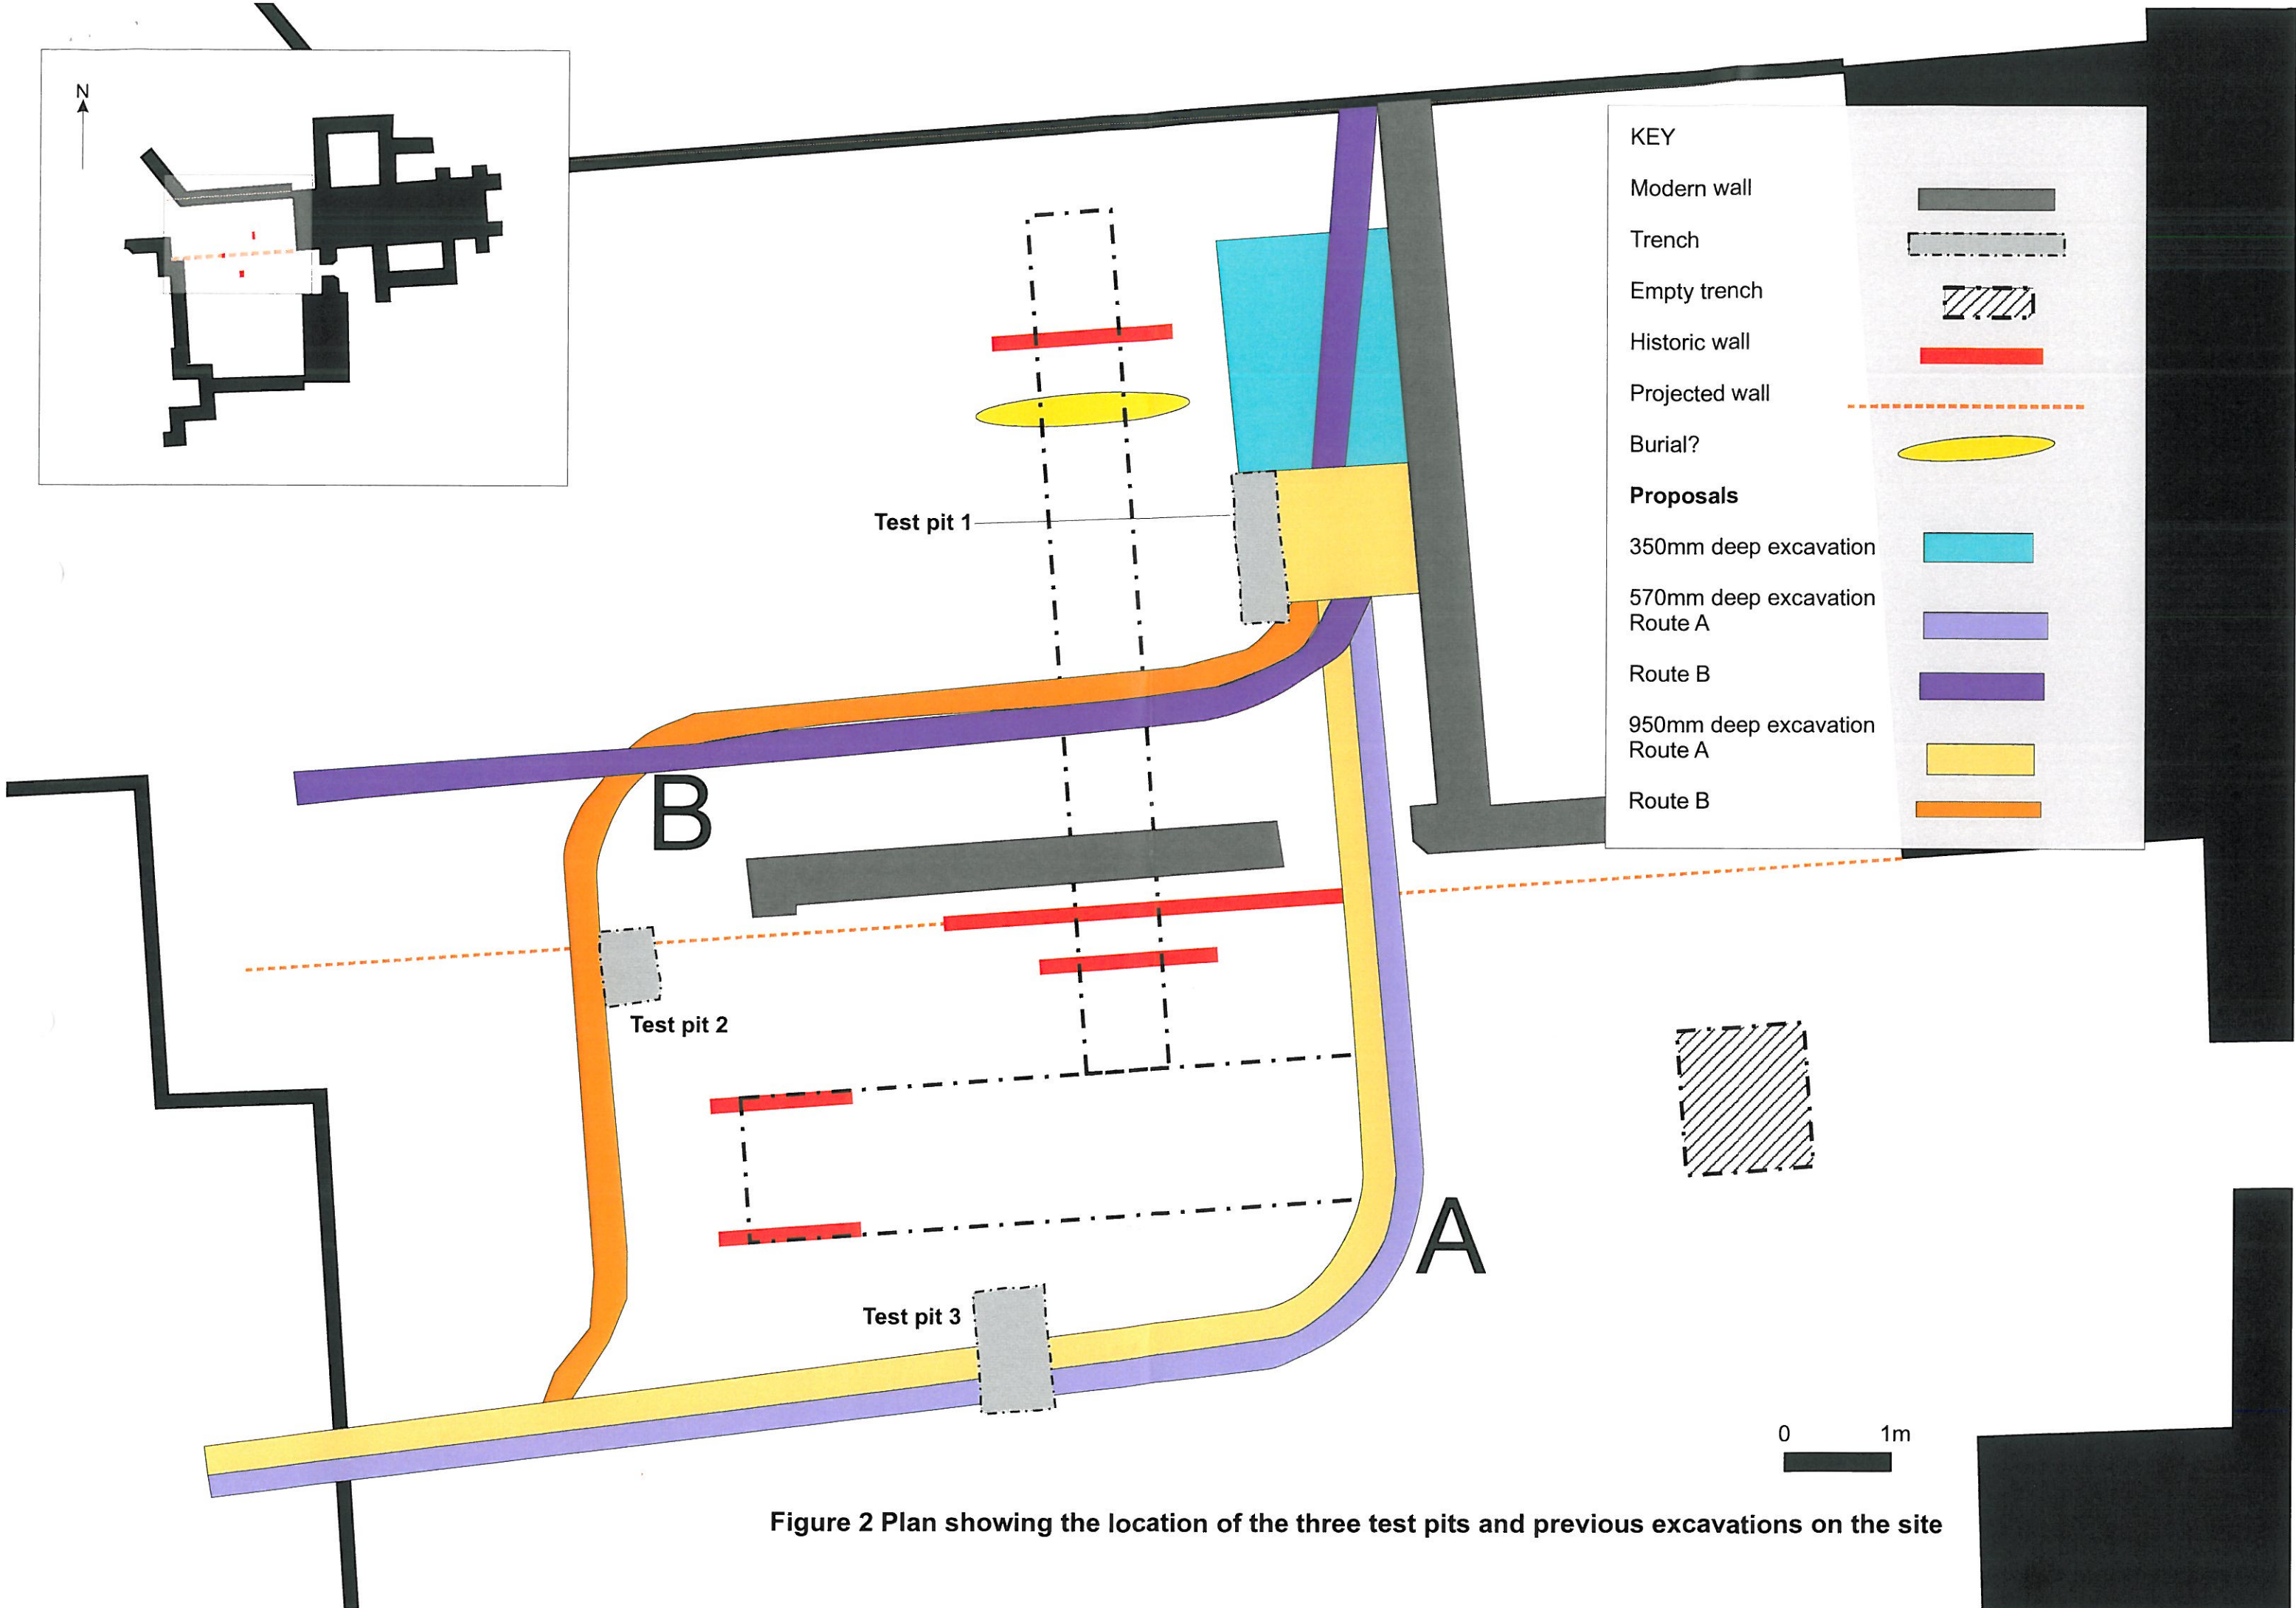 N
KEY
Modern wall
Trench
Empty trench
Historic wall
Projected wall
Burial?
Proposals
350mm deep excavation
570mm deep excavation
Route A
Route B
950mm deep excavation
Route A
Route B
Test pit 1
B
Test pit 2
A
Test pit 3
0 1m
Figure 2 Plan showing the location of the three test pits and previous excavations on the site